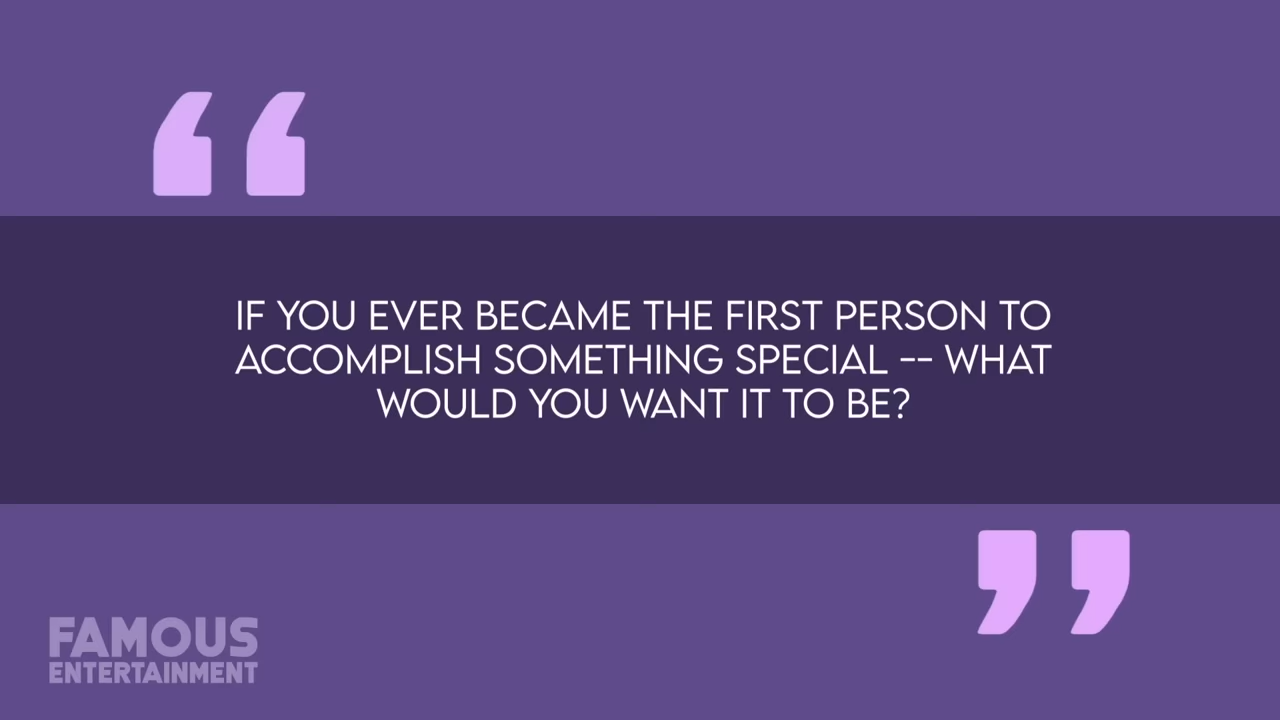 “
IF YOU EVER BECAME THE FIRST PERSON TO
ACCOMPLISH SOMETHING SPECIAL -- WHAT
WOULD YOU WANT IT TO BE?
”
FAMOUS
ENTERTAINMENT